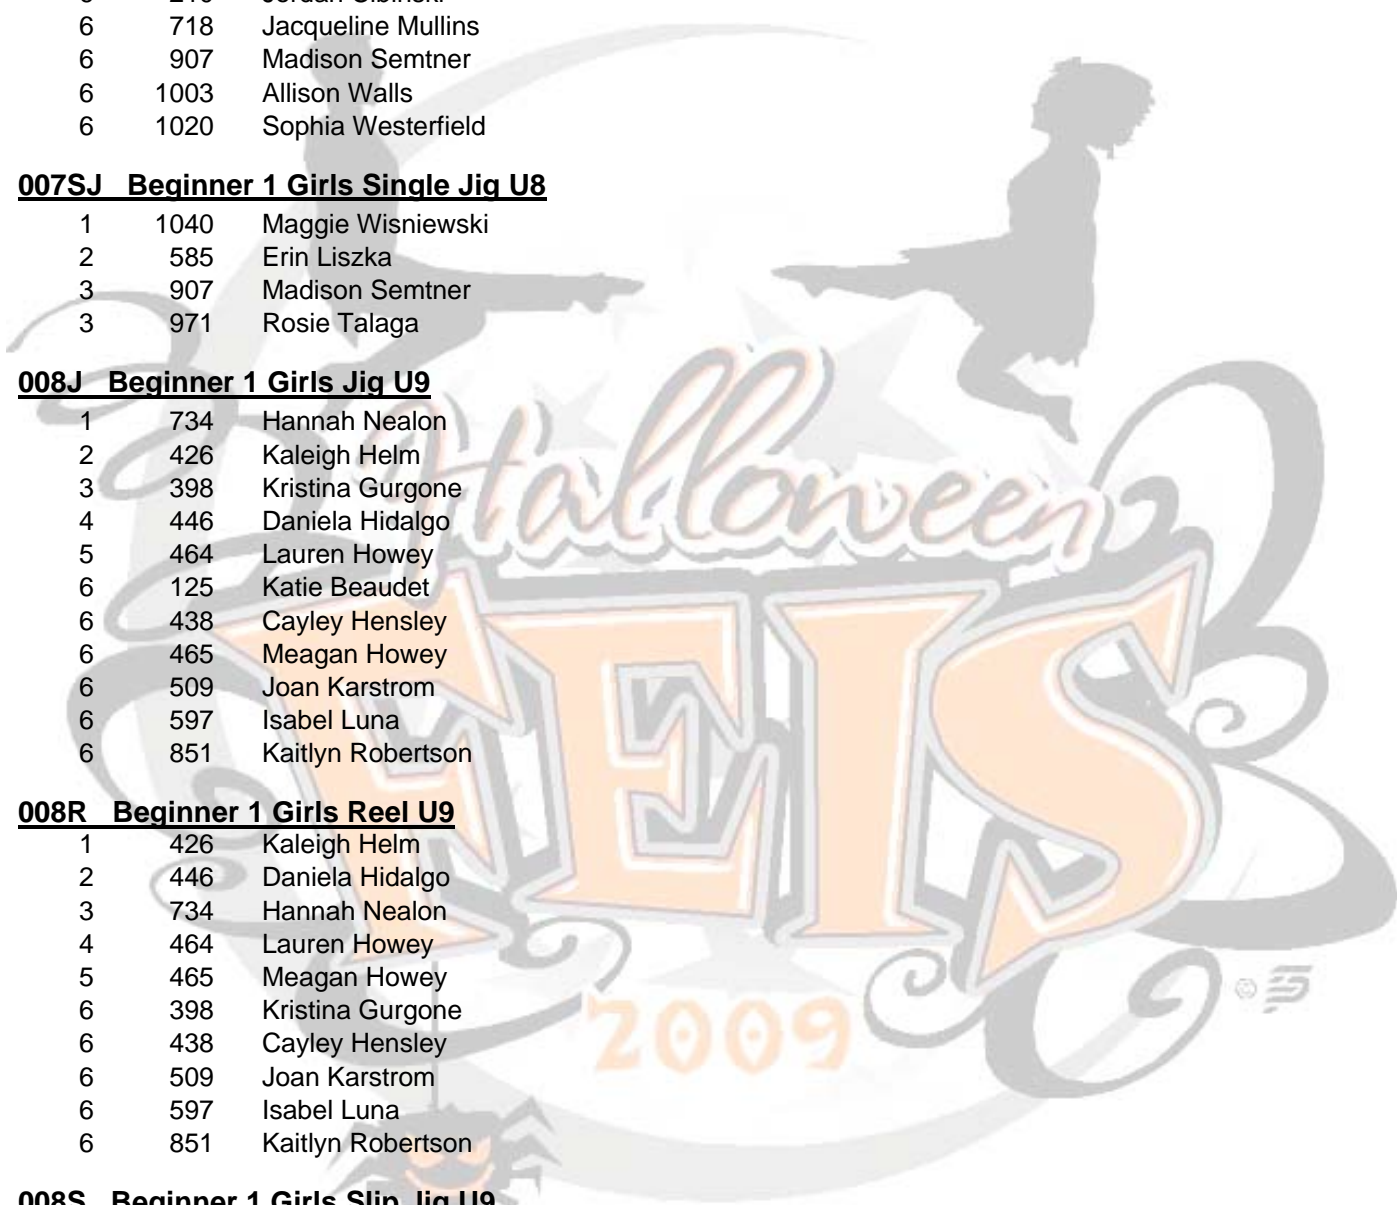 6 718 Jacqueline Mullins
6 907 Madison Semtner
6 1003 Allison Walls
6 1020 Sophia Westerfield
007SJ Beginner 1 Girls Single Jig U8
1 1040 Maggie Wisniewski
2 585 Erin Liszka
3 907 Madison Semtner
3 971 Rosie Talaga
008J Beginner 1 Girls Jig U9
1 734 Hannah Nealon
2 426 Kaleigh Helm
3 398 Kristina Gurgone
4 446 Daniela Hidalgo
5 464 Lauren Howey
6 125 Katie Beaudet
6 438 Cayley Hensley
6 465 Meagan Howey
6 509 Joan Karstrom
6 597 Isabel Luna
6 851 Kaitlyn Robertson
008R Beginner 1 Girls Reel U9
1 426 Kaleigh Helm
2 446 Daniela Hidalgo
3 734 Hannah Nealon
4 464 Lauren Howey
5 465 Meagan Howey
6 398 Kristina Gurgone
6 438 Cayley Hensley
6 509 Joan Karstrom
6 597 Isabel Luna
6 851 Kaitlyn Robertson
008S Beginner 1 Girls Slip Jig U9
Halloween
FEIS
2009
©